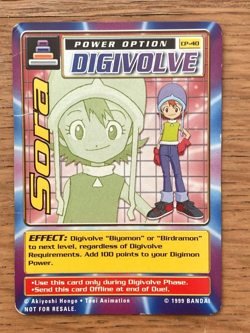 POWER OPTION
CP-40
DIGIVOLVE
Sora
EFFECT: Digivolve "Biyomon" or "Birdramon"
to next level, regardless of Digivolve
Requirements. Add 100 points to your Digimon
Power.
•Use this card only during Digivolve Phase.
•Send this card Offline at end of Duel.
© Akiyoshi Hongo • Toei Animation
© 1999 BANDAI
NOT FOR RESALE.